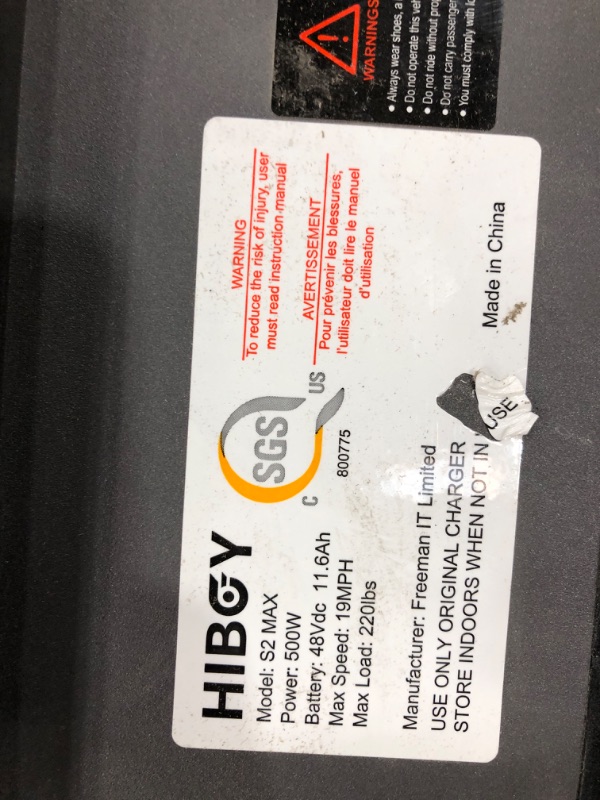 HIBOY
Model: S2 MAX
Power: 500W
Battery: 48Vdc 11.6Ah
Max Speed: 19MPH
Max Load: 220lbs
SGS
C
US
800775
WARNING
To reduce the risk of injury, user
must read instruction manual
AVERTISSEMENT
Pour prévenir les blessures,
l'utilisateur doit lire le manuel
d'utilisation
Manufacturer: Freeman IT Limited
USE ONLY ORIGINAL CHARGER
STORE INDOORS WHEN NOT IN USE
Made in China
WARNINGS
• Always wear shoes, a
• Do not operate this veh
• Do not ride without pro
• Do not carry passenger
• You must comply with lo